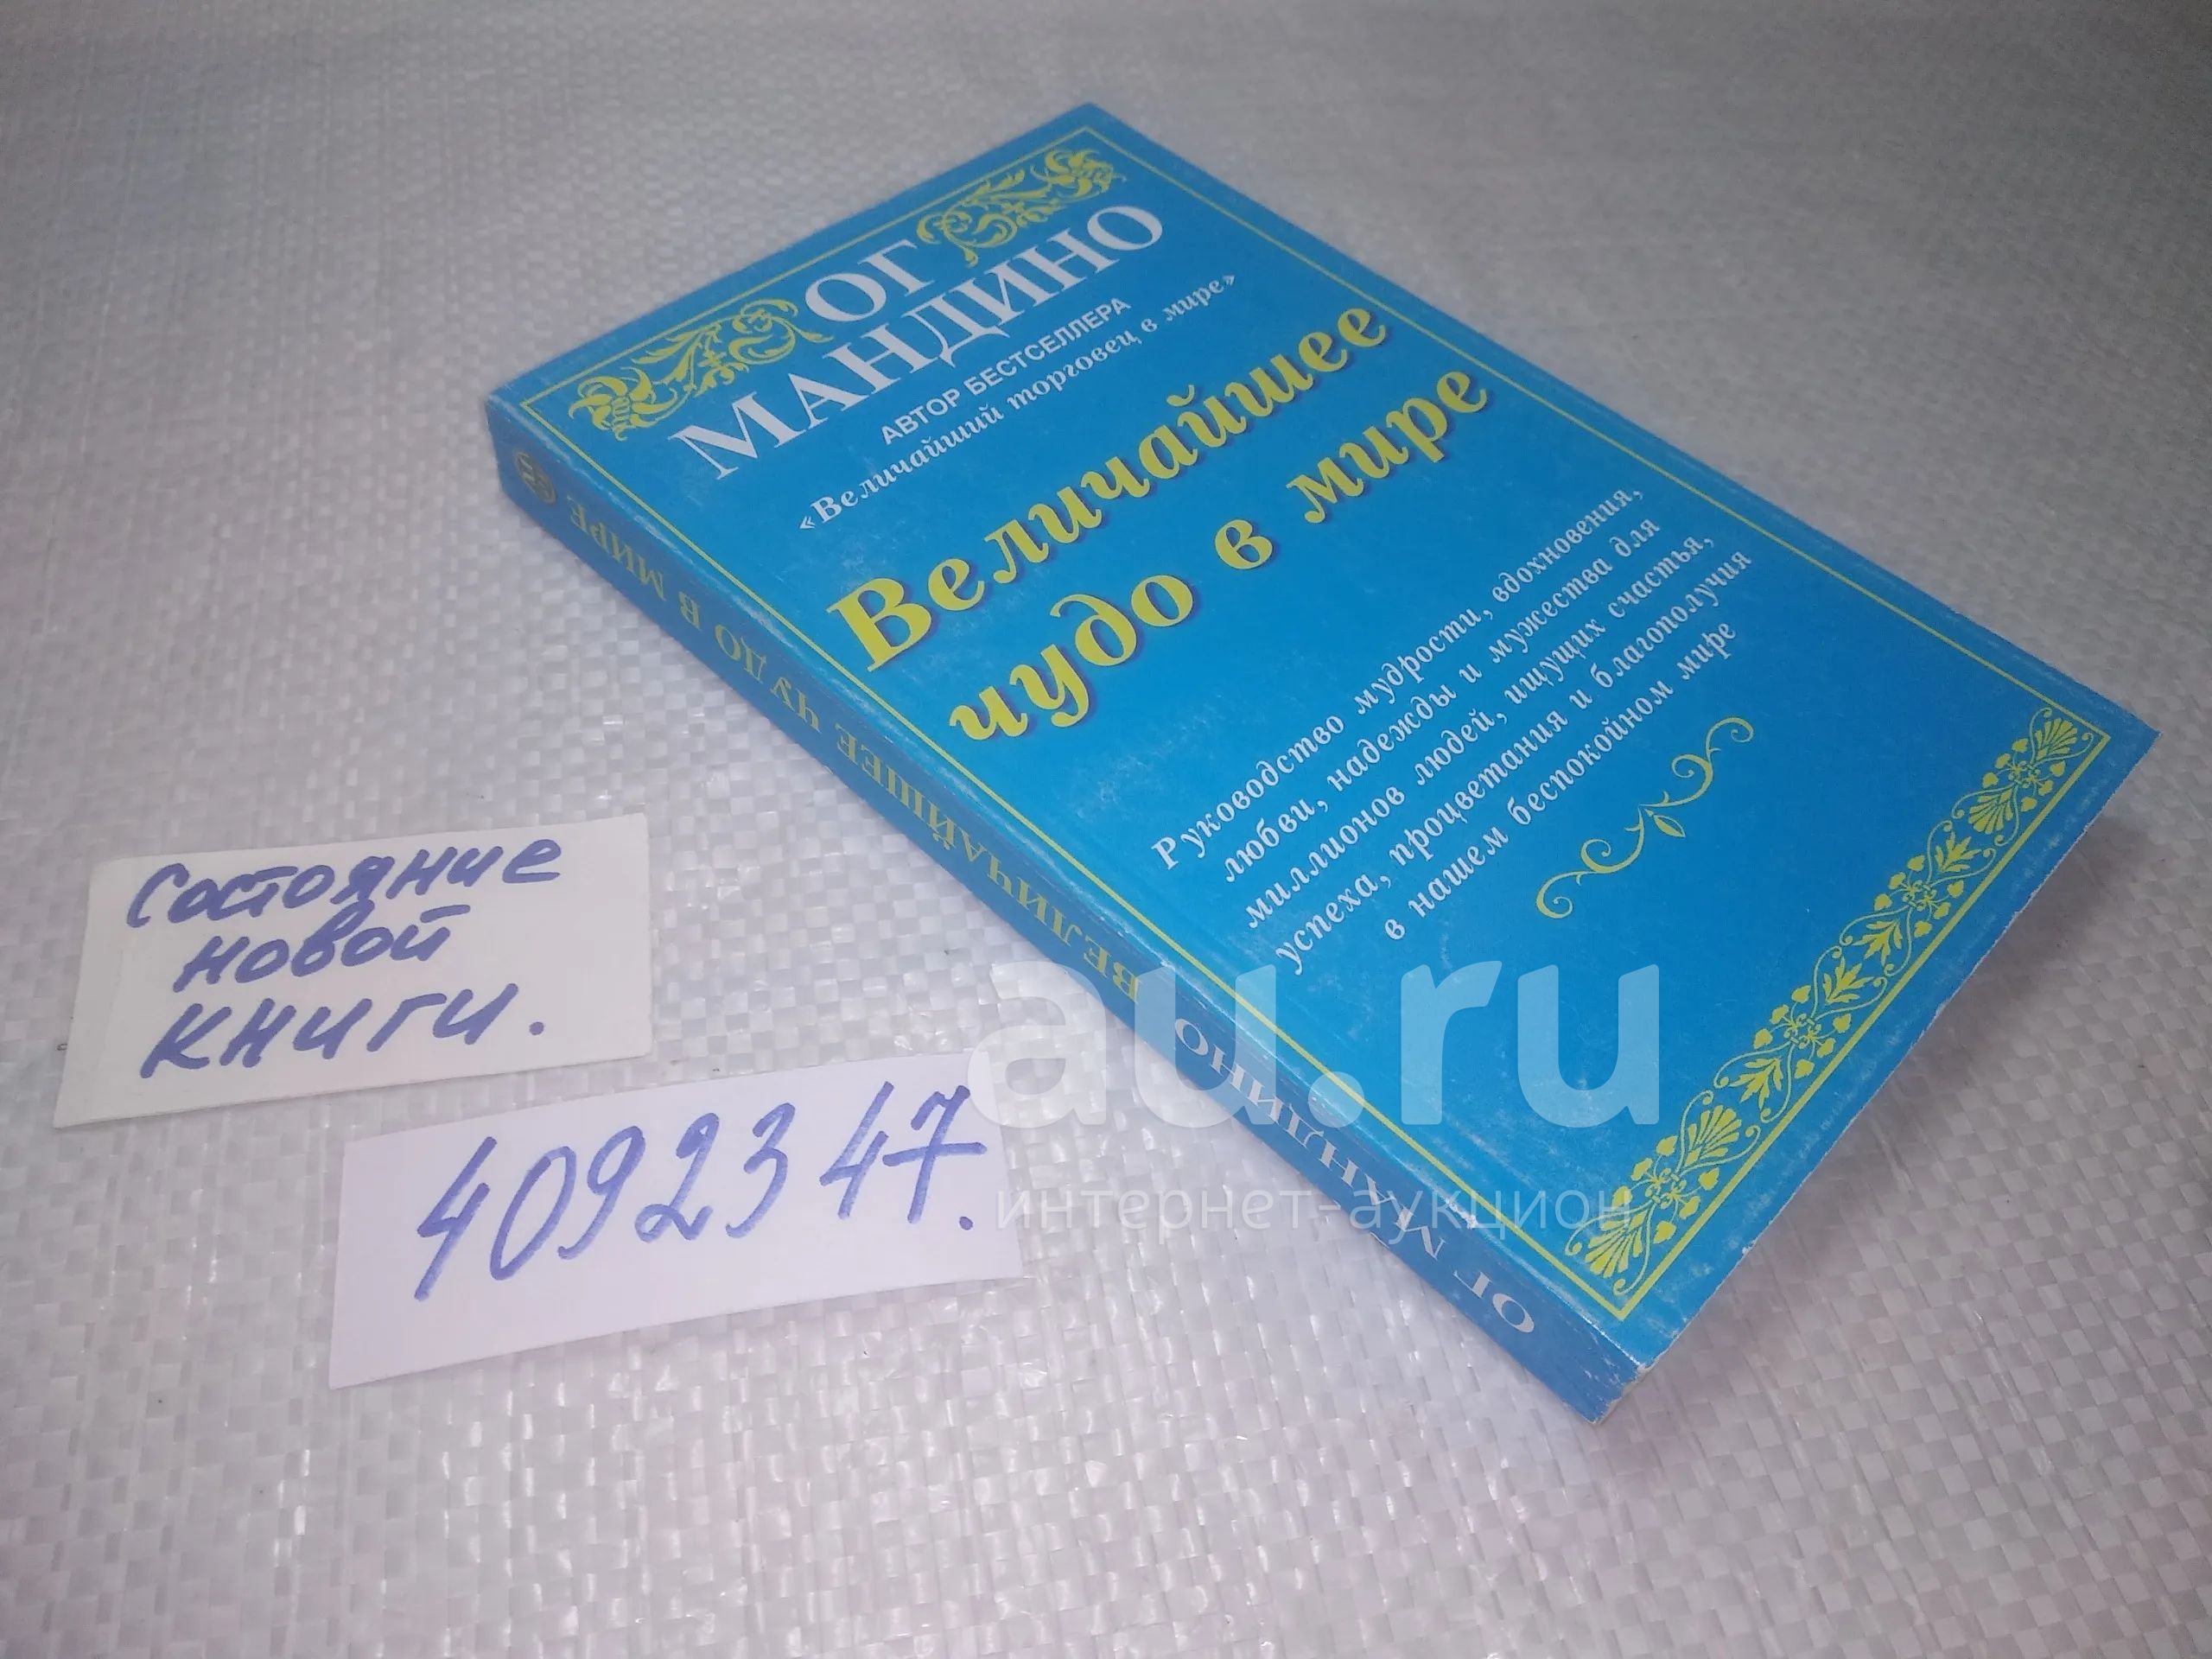 ОГ
МАНДИНО
АВТОР БЕСТСЕЛЛЕРА
«Величайший торговец в мире»
Величайшее
чудо в мире
Руководство мудрости, вдохновения,
любви, надежды и мужества для
миллионов людей, ищущих счастья,
успеха, процветания и благополучия
в нашем беспокойном мире
ОГ МАНДИНО ВЕЛИЧАЙШЕЕ ЧУДО В МИРЕ
Состояние
новой
книги.
4092347.
au.ru
интернет-аукцион